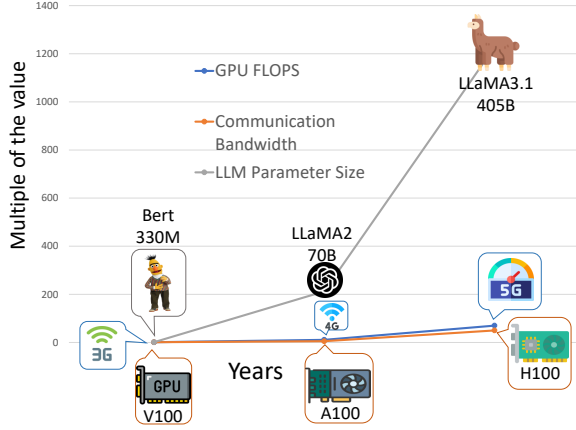 1400
1200
1000
800
600
400
200
0
Multiple of the value
GPU FLOPS
Communication
Bandwidth
LLM Parameter Size
LLaMA3.1
405B
Bert
330M
LLaMA2
70B
3G
4G
5G
GPU
V100
Years
A100
H100